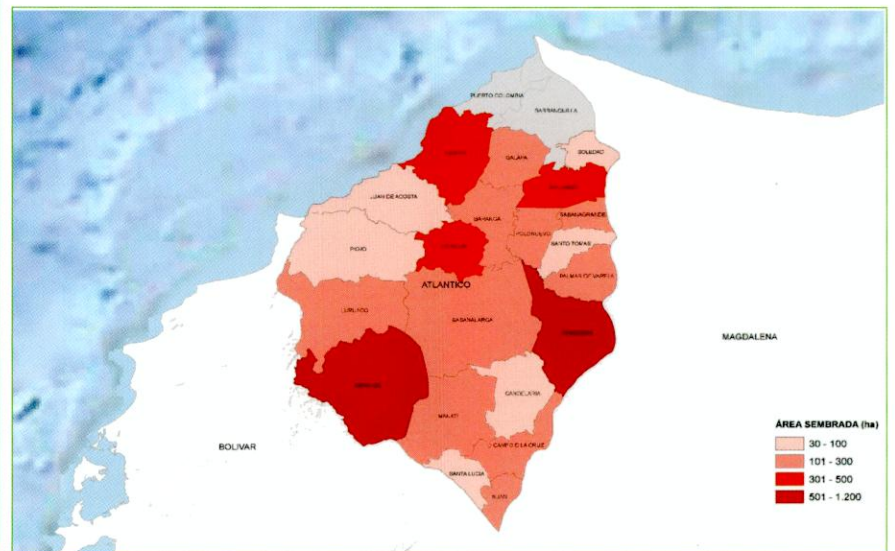 PUERTO COLOMBIA
BARRANQUILLA
SOLEDAD
GALAPA
JUAN DE ACOSTA
BARANOA
SABANAGRANDE
POLONUEVO
SANTO TOMAS
PIOJO
PALMAR DE VARELA
ATLANTICO
LURUACO
SABANALARGA
MAGDALENA
CANDELARIA
MANATI
CAMPO DE LA CRUZ
BOLIVAR
SANTA LUCIA
SUAN
ÁREA SEMBRADA (ha)
30 - 100
101 - 300
301 - 500
501 - 1.200